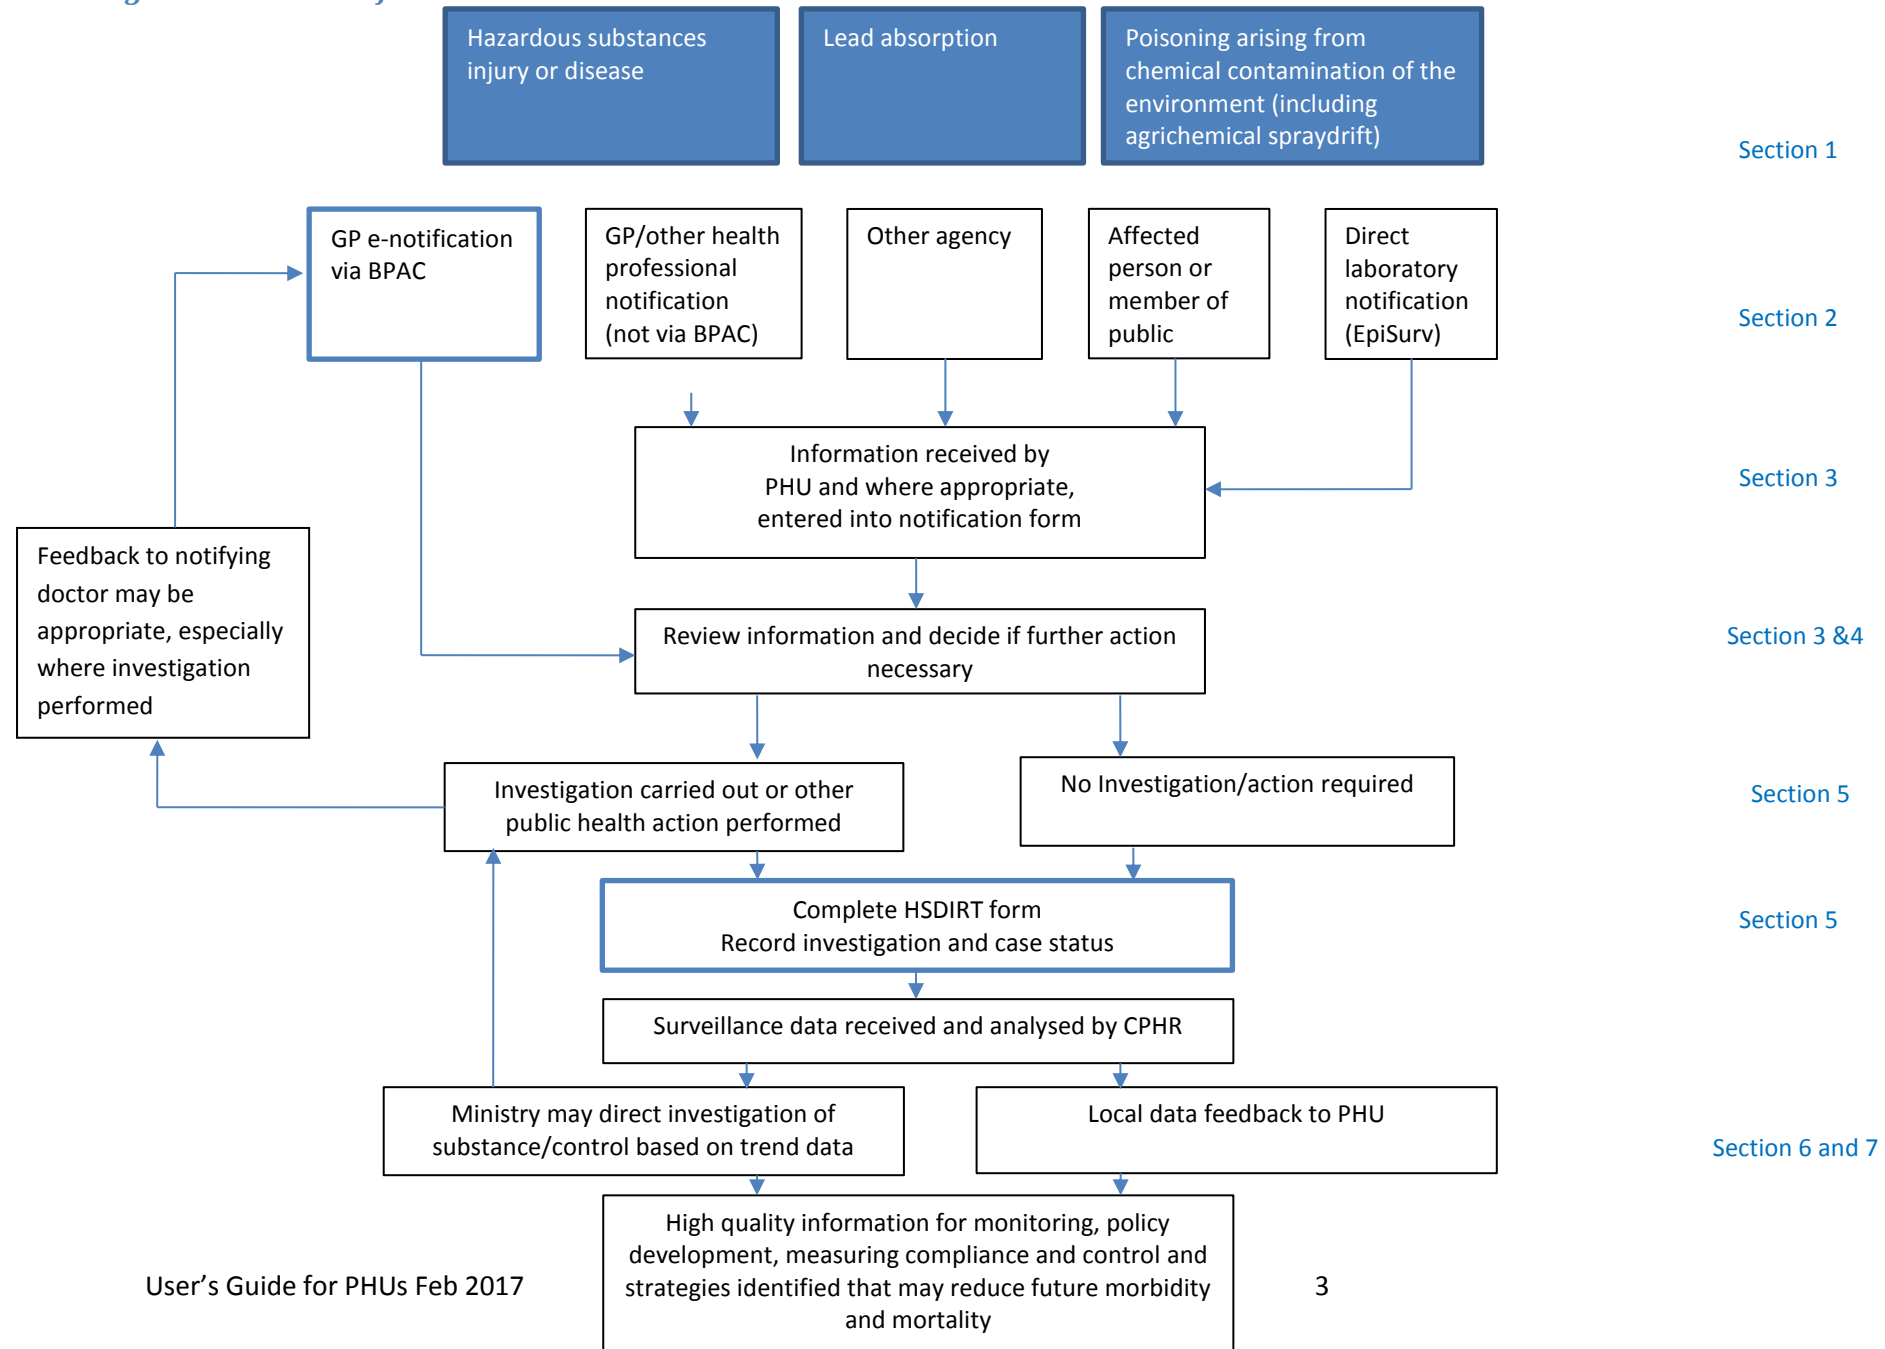 Hazardous substances
injury or disease
Lead absorption
Poisoning arising from
chemical contamination of the
environment (including
agrichemical spraydrift)
Section 1
GP e-notification
via BPAC
GP/other health
professional
notification
(not via BPAC)
Other agency
Affected
person or
member of
public
Direct
laboratory
notification
(EpiSurv)
Section 2
Information received by
PHU and where appropriate,
entered into notification form
Section 3
Feedback to notifying
doctor may be
appropriate, especially
where investigation
performed
Review information and decide if further action
necessary
Section 3 &4
Investigation carried out or other
public health action performed
No Investigation/action required
Section 5
Complete HSDIRT form
Record investigation and case status
Section 5
Surveillance data received and analysed by CPHR
Ministry may direct investigation of
substance/control based on trend data
Local data feedback to PHU
Section 6 and 7
High quality information for monitoring, policy
development, measuring compliance and control and
strategies identified that may reduce future morbidity
and mortality
User's Guide for PHUs Feb 2017
3